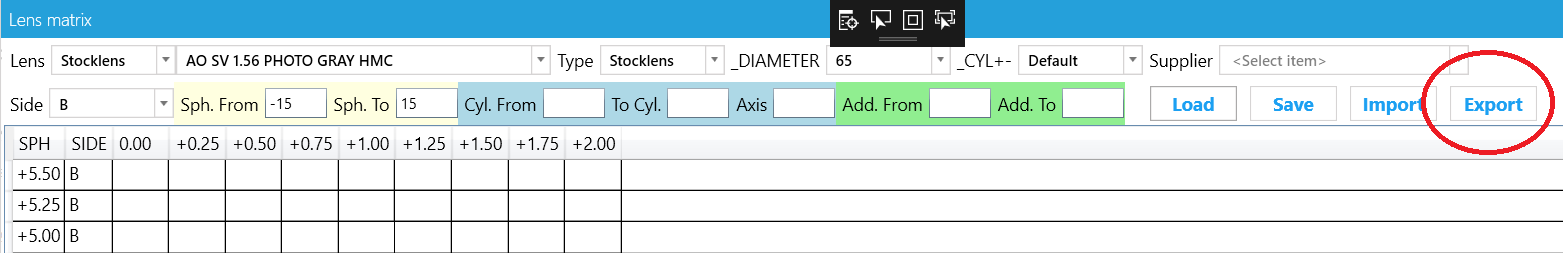 Lens matrix
Lens Stocklens AO SV 1.56 PHOTO GRAY HMC Type Stocklens _DIAMETER 65 _CYL+- Default Supplier <Select item>
Side B Sph. From -15 Sph. To 15 Cyl. From To Cyl. Axis Add. From Add. To Load Save Import Export
SPH SIDE 0.00 +0.25 +0.50 +0.75 +1.00 +1.25 +1.50 +1.75 +2.00
+5.50 B
+5.25 B
+5.00 B